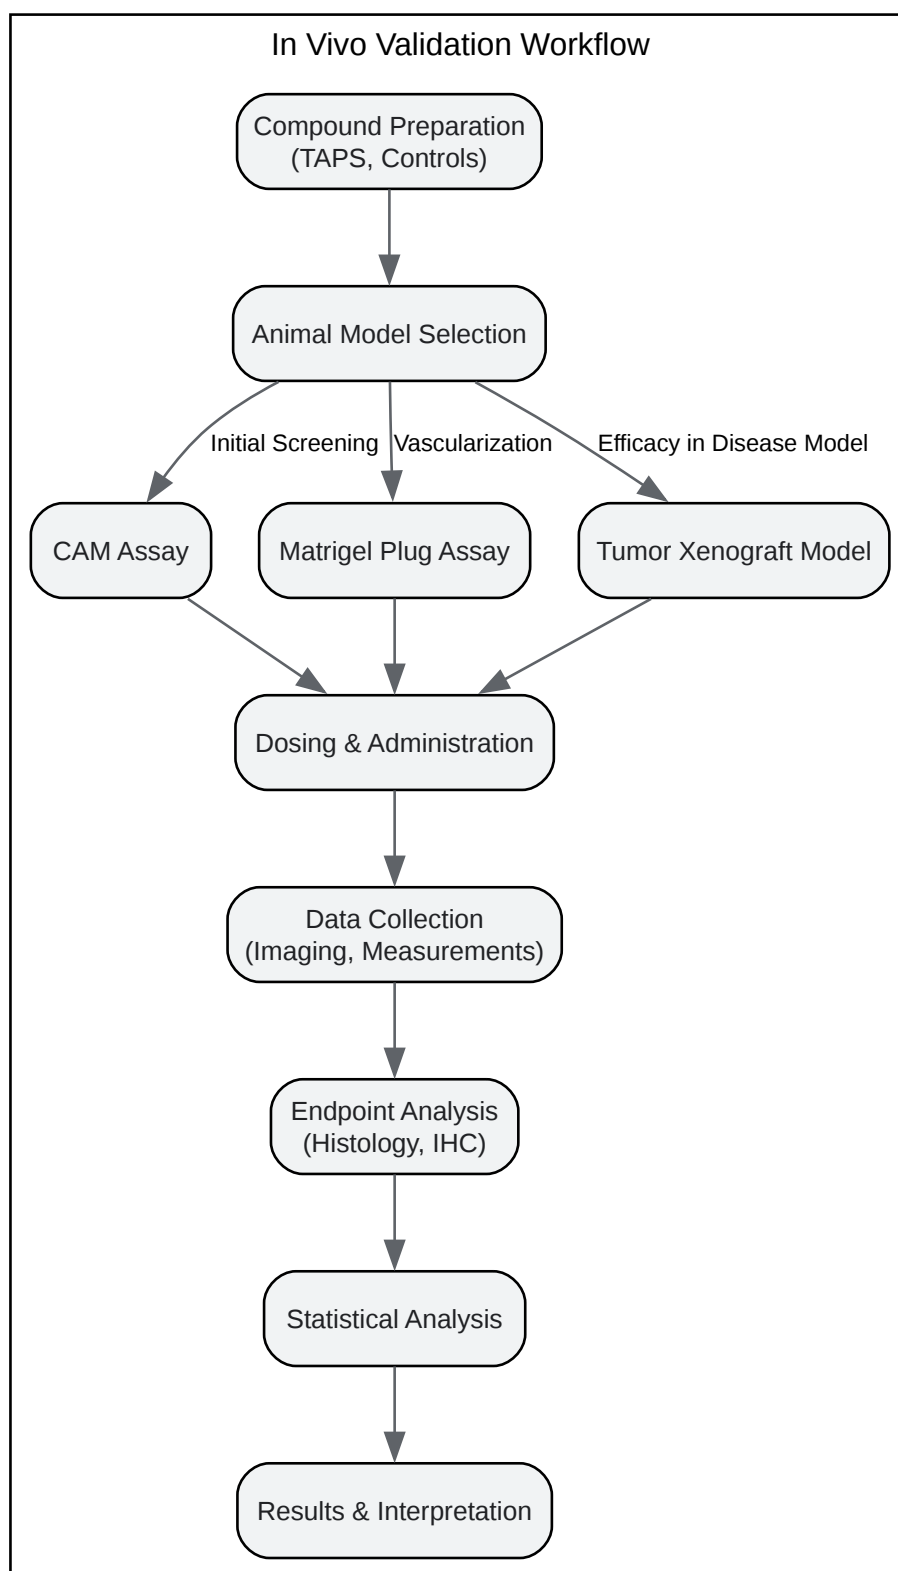 In Vivo Validation Workflow
Compound Preparation
(TAPS, Controls)
Animal Model Selection
Initial Screening
Vascularization
Efficacy in Disease Model
CAM Assay
Matrigel Plug Assay
Tumor Xenograft Model
Dosing & Administration
Data Collection
(Imaging, Measurements)
Endpoint Analysis
(Histology, IHC)
Statistical Analysis
Results & Interpretation